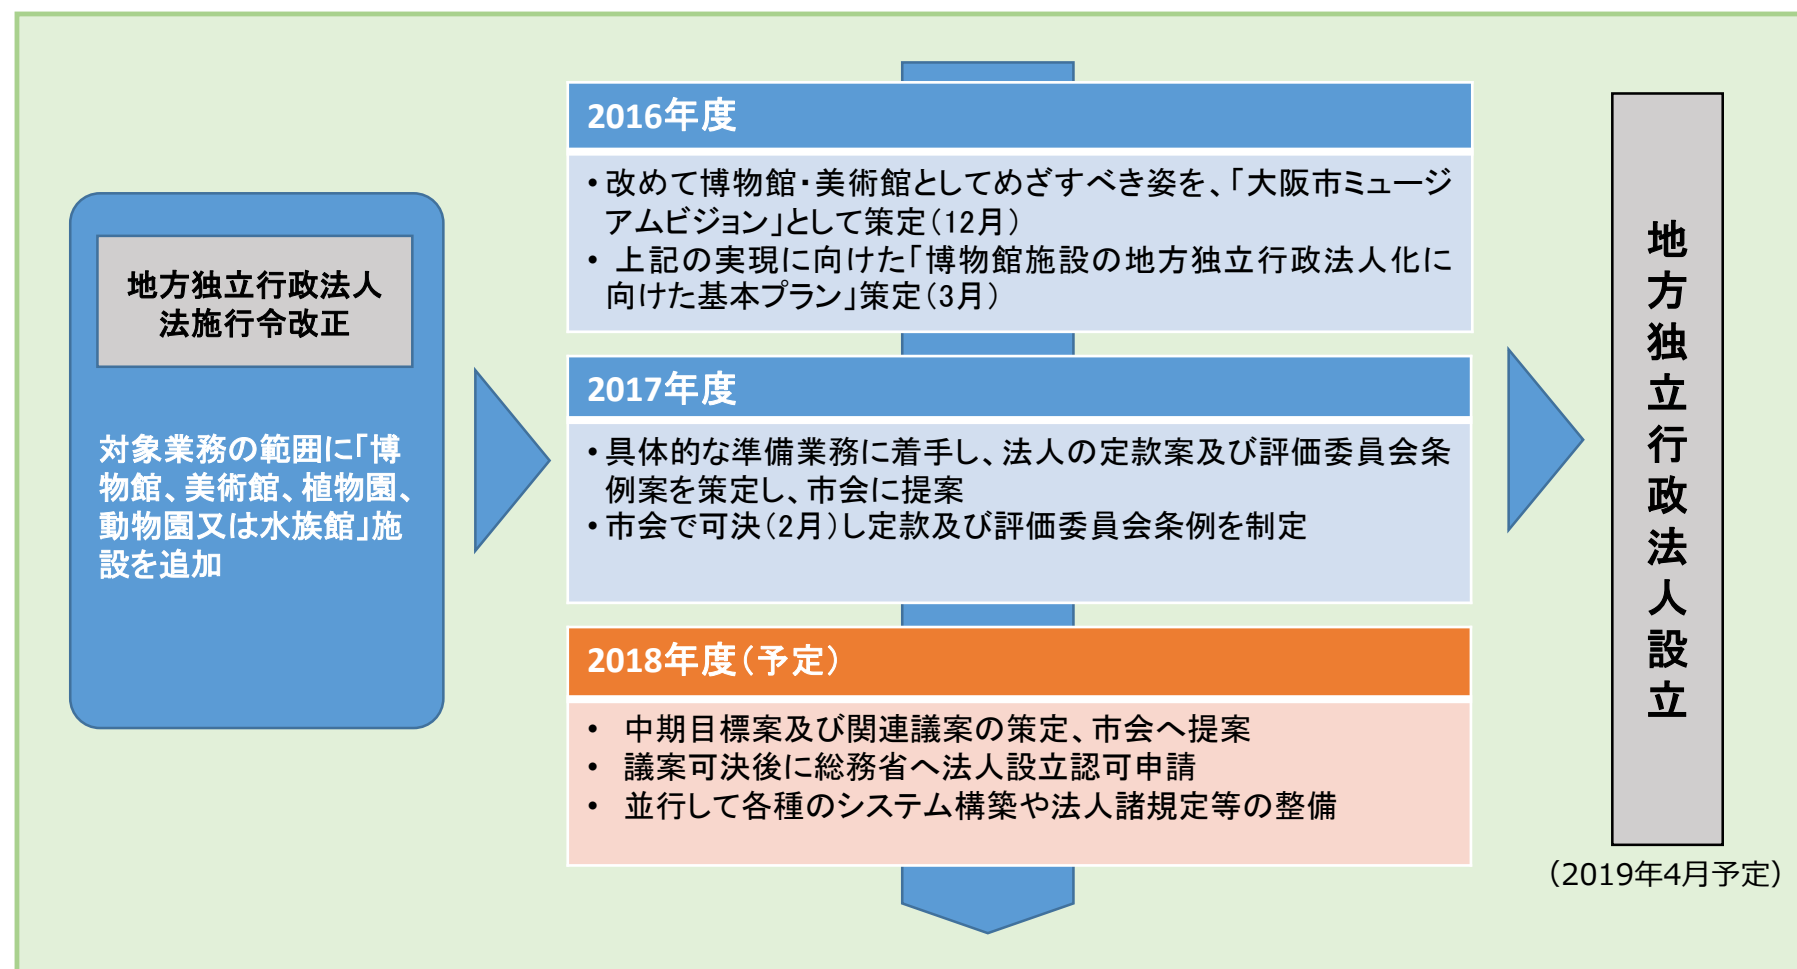 地方独立行政法人
法施行令改正
対象業務の範囲に「博
物館、美術館、植物園、
動物園又は水族館」施
設を追加
2016年度
•改めて博物館・美術館としてめざすべき姿を、「大阪市ミュージ
アムビジョン」として策定（12月）
• 上記の実現に向けた「博物館施設の地方独立行政法人化に
向けた基本プラン」策定（3月）
2017年度
•具体的な準備業務に着手し、法人の定款案及び評価委員会条
例案を策定し、市会に提案
•市会で可決（2月）し定款及び評価委員会条例を制定
2018年度（予定）
• 中期目標案及び関連議案の策定、市会へ提案
• 議案可決後に総務省へ法人設立認可申請
• 並行して各種のシステム構築や法人諸規定等の整備
地方独立行政法人設立
（2019年4月予定）